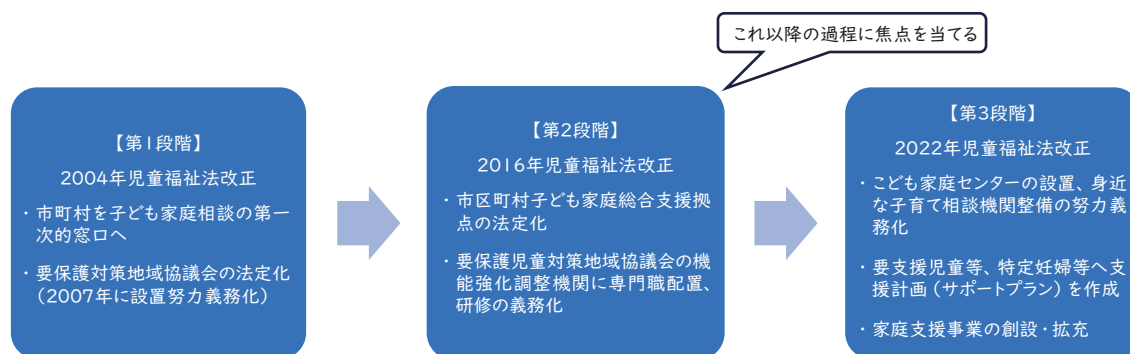 これ以降の過程に焦点を当てる
【第1段階】
2004年児童福祉法改正
・市町村を子ども家庭相談の第一
次的窓口へ
・要保護対策地域協議会の法定化
(2007年に設置努力義務化)
【第2段階】
2016年児童福祉法改正
・市区町村子ども家庭総合支援拠
点の法定化
・要保護児童対策地域協議会の機
能強化調整機関に専門職配置、
研修の義務化
【第3段階】
2022年児童福祉法改正
・こども家庭センターの設置、身近
な子育て相談機関整備の努力義
務化
・要支援児童等、特定妊婦等へ支
援計画(サポートプラン)を作成
・家庭支援事業の創設・拡充